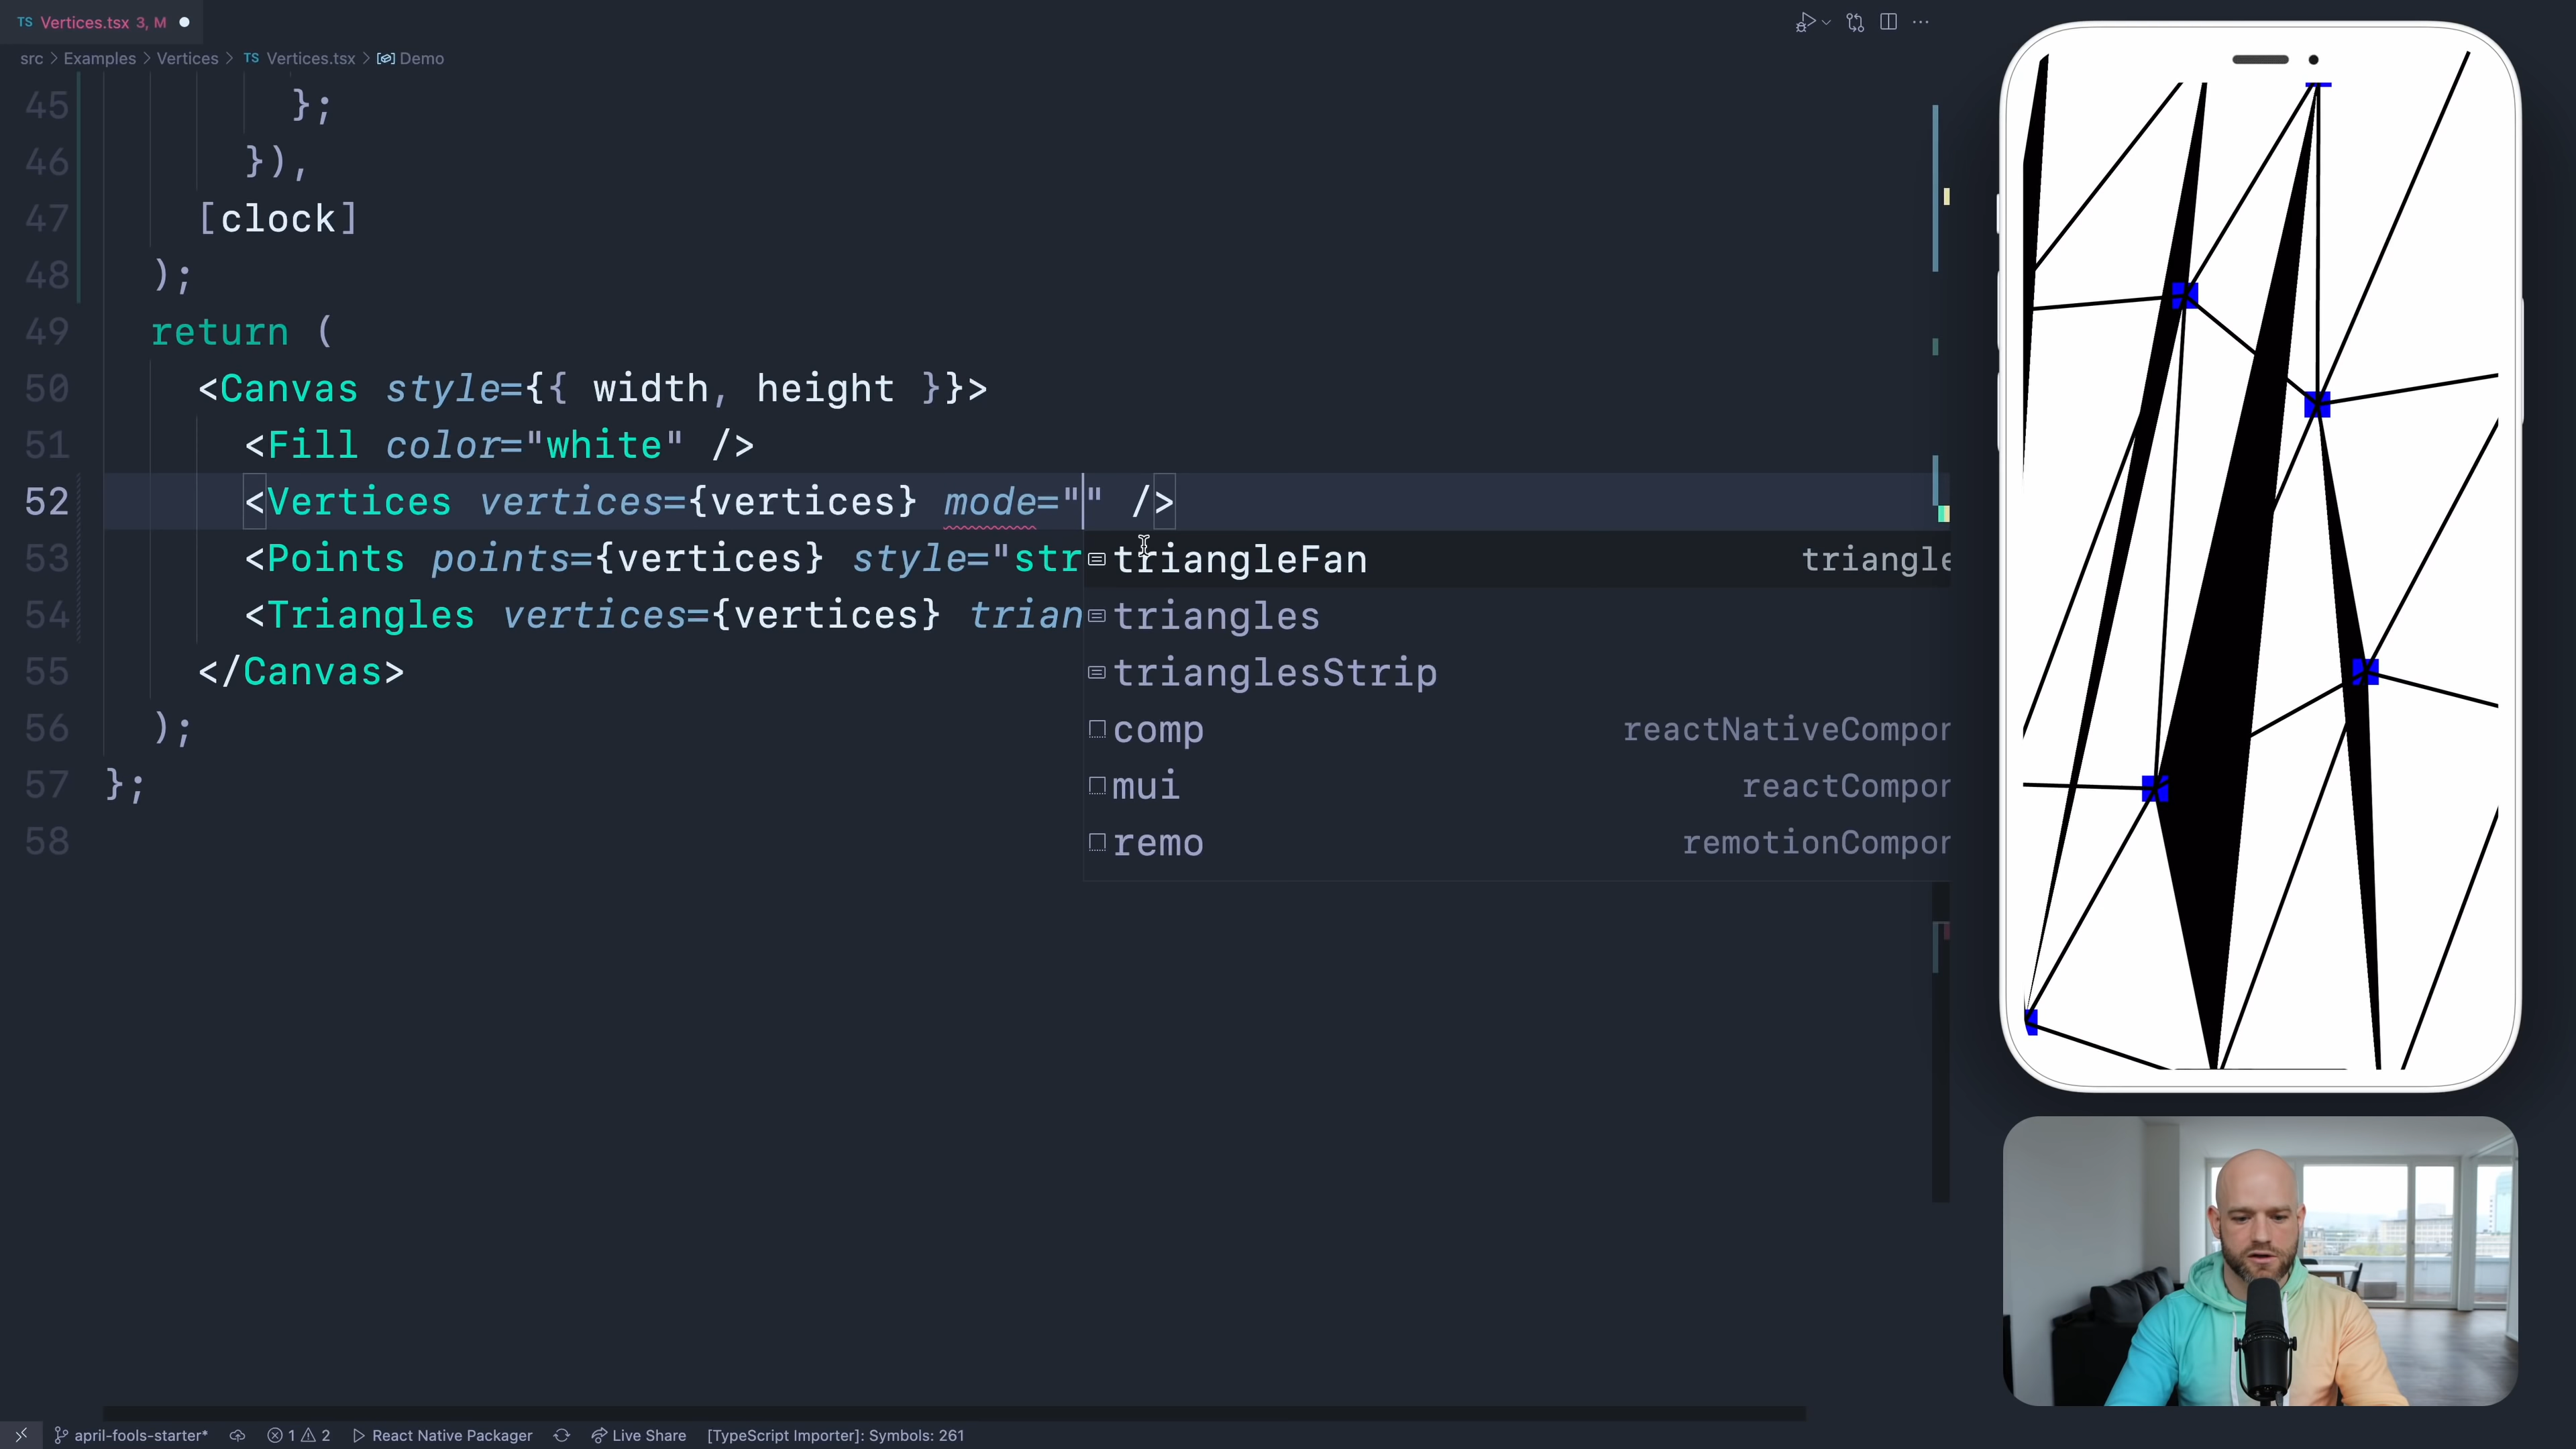 TS Vertices.tsx 3, M
src > Examples > Vertices > TS Vertices.tsx > Demo
45 };
46 }),
47 [clock]
48 );
49 return (
50 <Canvas style={{ width, height }}>
51 <Fill color="white" />
52 <Vertices vertices={vertices} mode="" />
53 <Points points={vertices} style="str
54 <Triangles vertices={vertices} trian
55 </Canvas>
56 );
57 };
58
triangleFan triangle
triangles
trianglesStrip
comp reactNativeCompor
mui reactCompor
remo remotionCompor
april-fools-starter* 1 2 React Native Packager Live Share [TypeScript Importer]: Symbols: 261